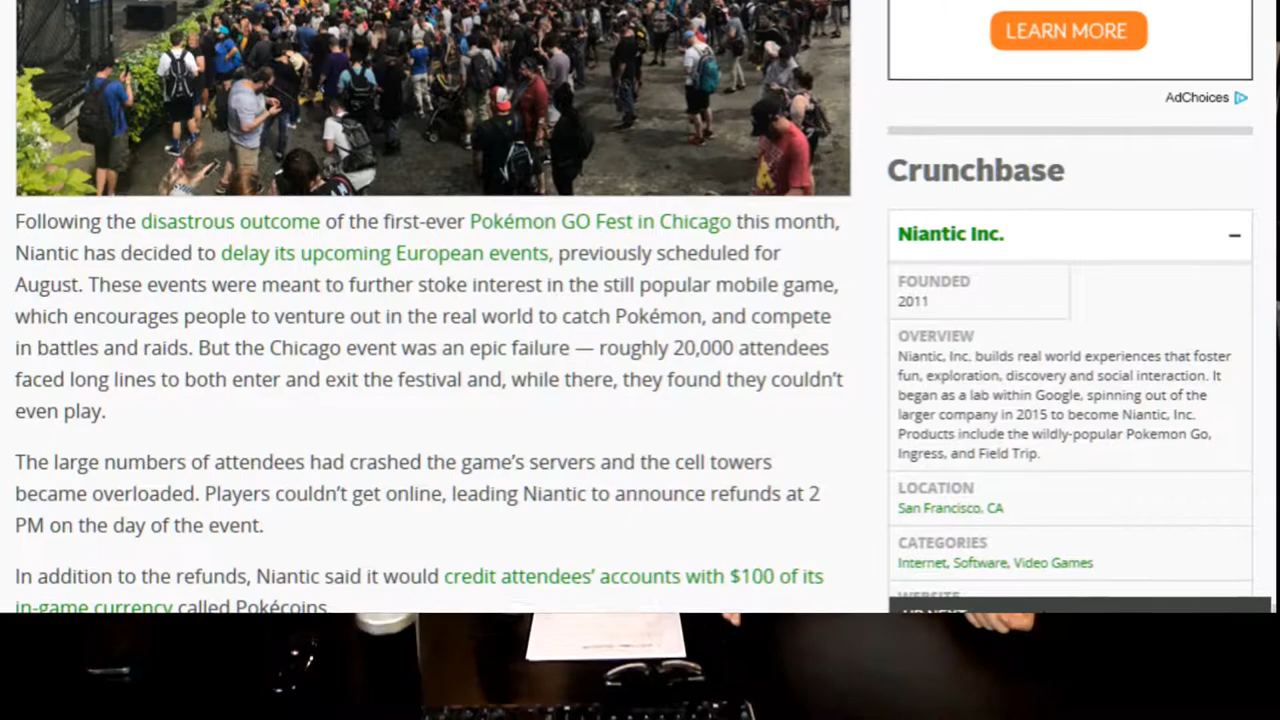 LEARN MORE
AdChoices
Crunchbase
Following the disastrous outcome of the first-ever Pokémon GO Fest in Chicago this month,
Niantic has decided to delay its upcoming European events, previously scheduled for
August. These events were meant to further stoke interest in the still popular mobile game,
which encourages people to venture out in the real world to catch Pokémon, and compete
in battles and raids. But the Chicago event was an epic failure — roughly 20,000 attendees
faced long lines to both enter and exit the festival and, while there, they found they couldn't
even play.
The large numbers of attendees had crashed the game's servers and the cell towers
became overloaded. Players couldn't get online, leading Niantic to announce refunds at 2
PM on the day of the event.
In addition to the refunds, Niantic said it would credit attendees' accounts with $100 of its
in-game currency called Pokécoins
Niantic Inc. –
FOUNDED
2011
OVERVIEW
Niantic, Inc. builds real world experiences that foster
fun, exploration, discovery and social interaction. It
began as a lab within Google, spinning out of the
larger company in 2015 to become Niantic, Inc.
Products include the wildly-popular Pokemon Go,
Ingress, and Field Trip.
LOCATION
San Francisco, CA
CATEGORIES
Internet, Software, Video Games
WEBSITE
UP NEXT